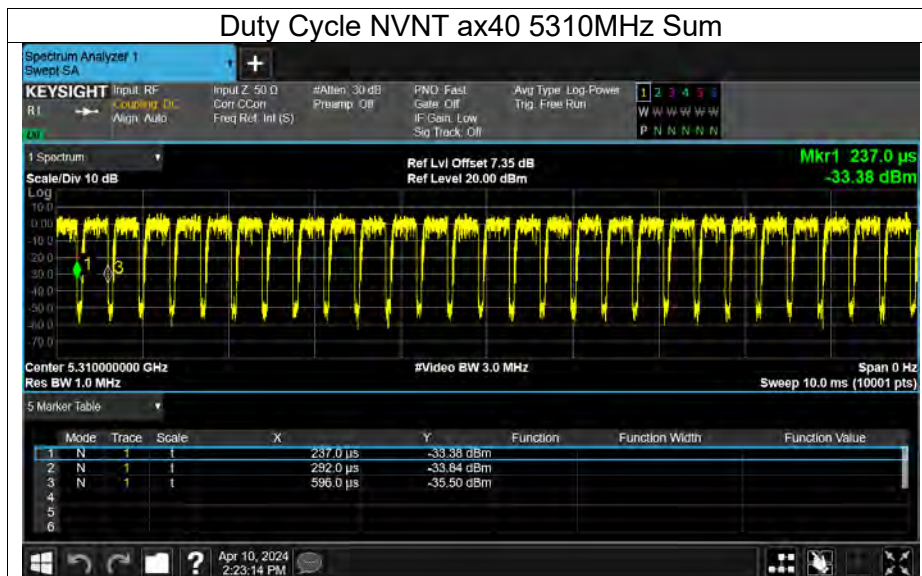 Duty Cycle NVNT ax40 5310MHz Sum
Spectrum Analyzer 1
Swept SA
+
KEYSIGHT Input: RF Input Z: 50 Ω #Atten: 30 dB PNO: Fast Avg Type: Log-Power 1 2 3 4 5 6
R1 Coupling: DC Corr CCorr Preamp: Off Gate: Off Trig: Free Run W W W W W W
Align: Auto Freq Ref: Int (S) IF Gain: Low
Sig Track: Off P N N N N N
1 Spectrum Ref Lvl Offset 7.35 dB Mkr1 237.0 µs
Scale/Div 10 dB Ref Level 20.00 dBm -33.38 dBm
Log
10.0
0.00
-10.0
-20.0
-30.0
-40.0
-50.0
-60.0
-70.0
1
3
Center 5.310000000 GHz #Video BW 3.0 MHz Span 0 Hz
Res BW 1.0 MHz Sweep 10.0 ms (10001 pts)
5 Marker Table
Mode Trace Scale X Y Function Function Width Function Value
1 N 1 t 237.0 µs -33.38 dBm
2 N 1 t 292.0 µs -33.84 dBm
3 N 1 t 596.0 µs -35.50 dBm
4
5
6
? Apr 10, 2024
2:23:14 PM